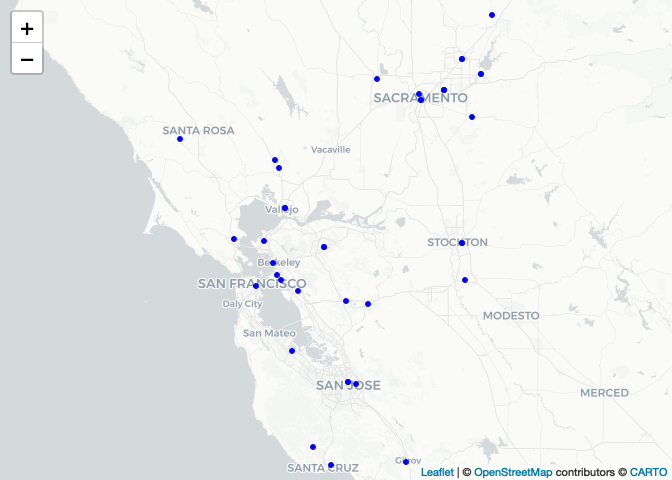 +
−
SACRAMENTO
SANTA ROSA
Vacaville
Vallejo
STOCKTON
Berkeley
SAN FRANCISCO
Daly City
MODESTO
San Mateo
SAN JOSE
MERCED
Gilroy
SANTA CRUZ
Leaflet | © OpenStreetMap contributors © CARTO